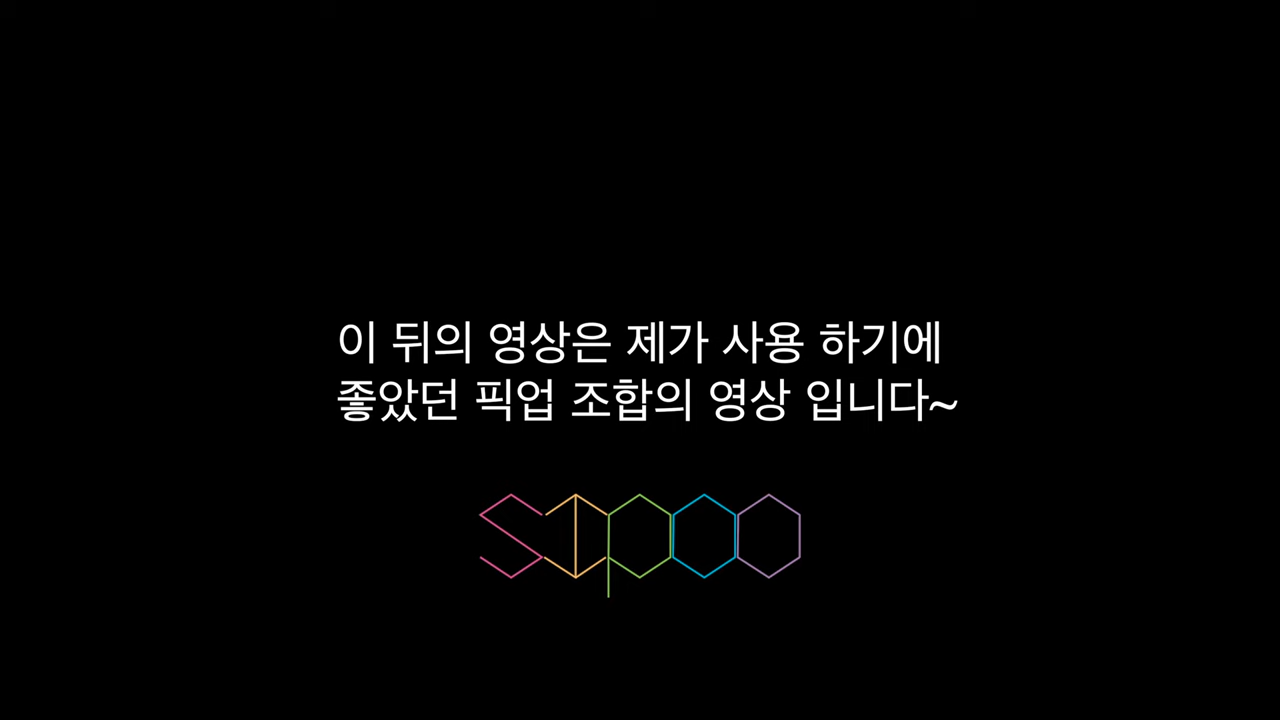 이 뒤의 영상은 제가 사용 하기에
좋았던 픽업 조합의 영상 입니다~
SIPOO